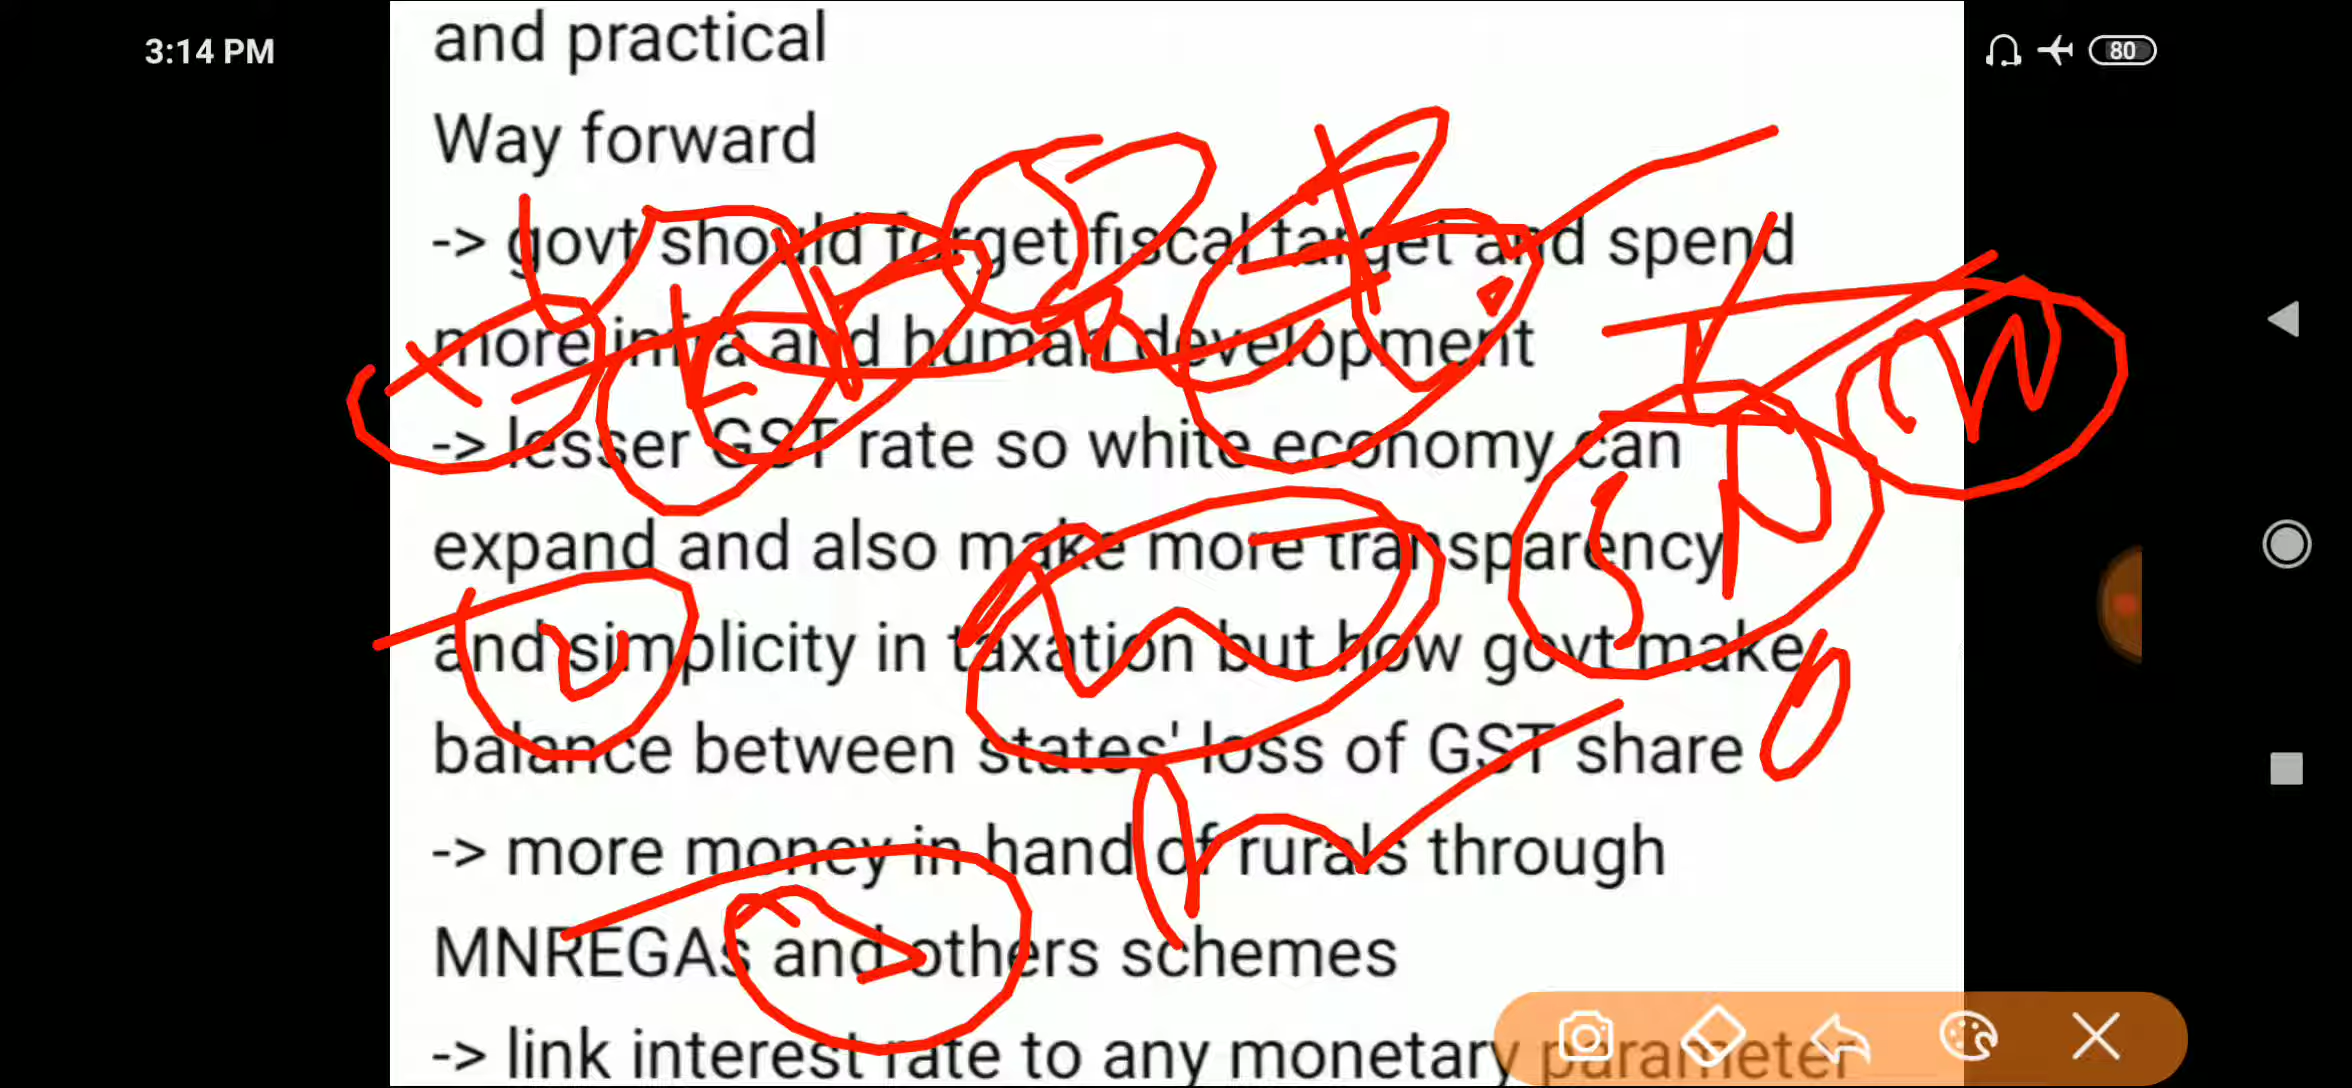 3:14 PM
80
and practical
Way forward
-> govt should forget fiscal target and spend
more infra and human development
-> lesser GST rate so white economy can
expand and also make more transparency
and simplicity in taxation but how govt make
balance between states' loss of GST share
-> more money in hand of rurals through
MNREGAs and others schemes
-> link interest rate to any monetary parameter